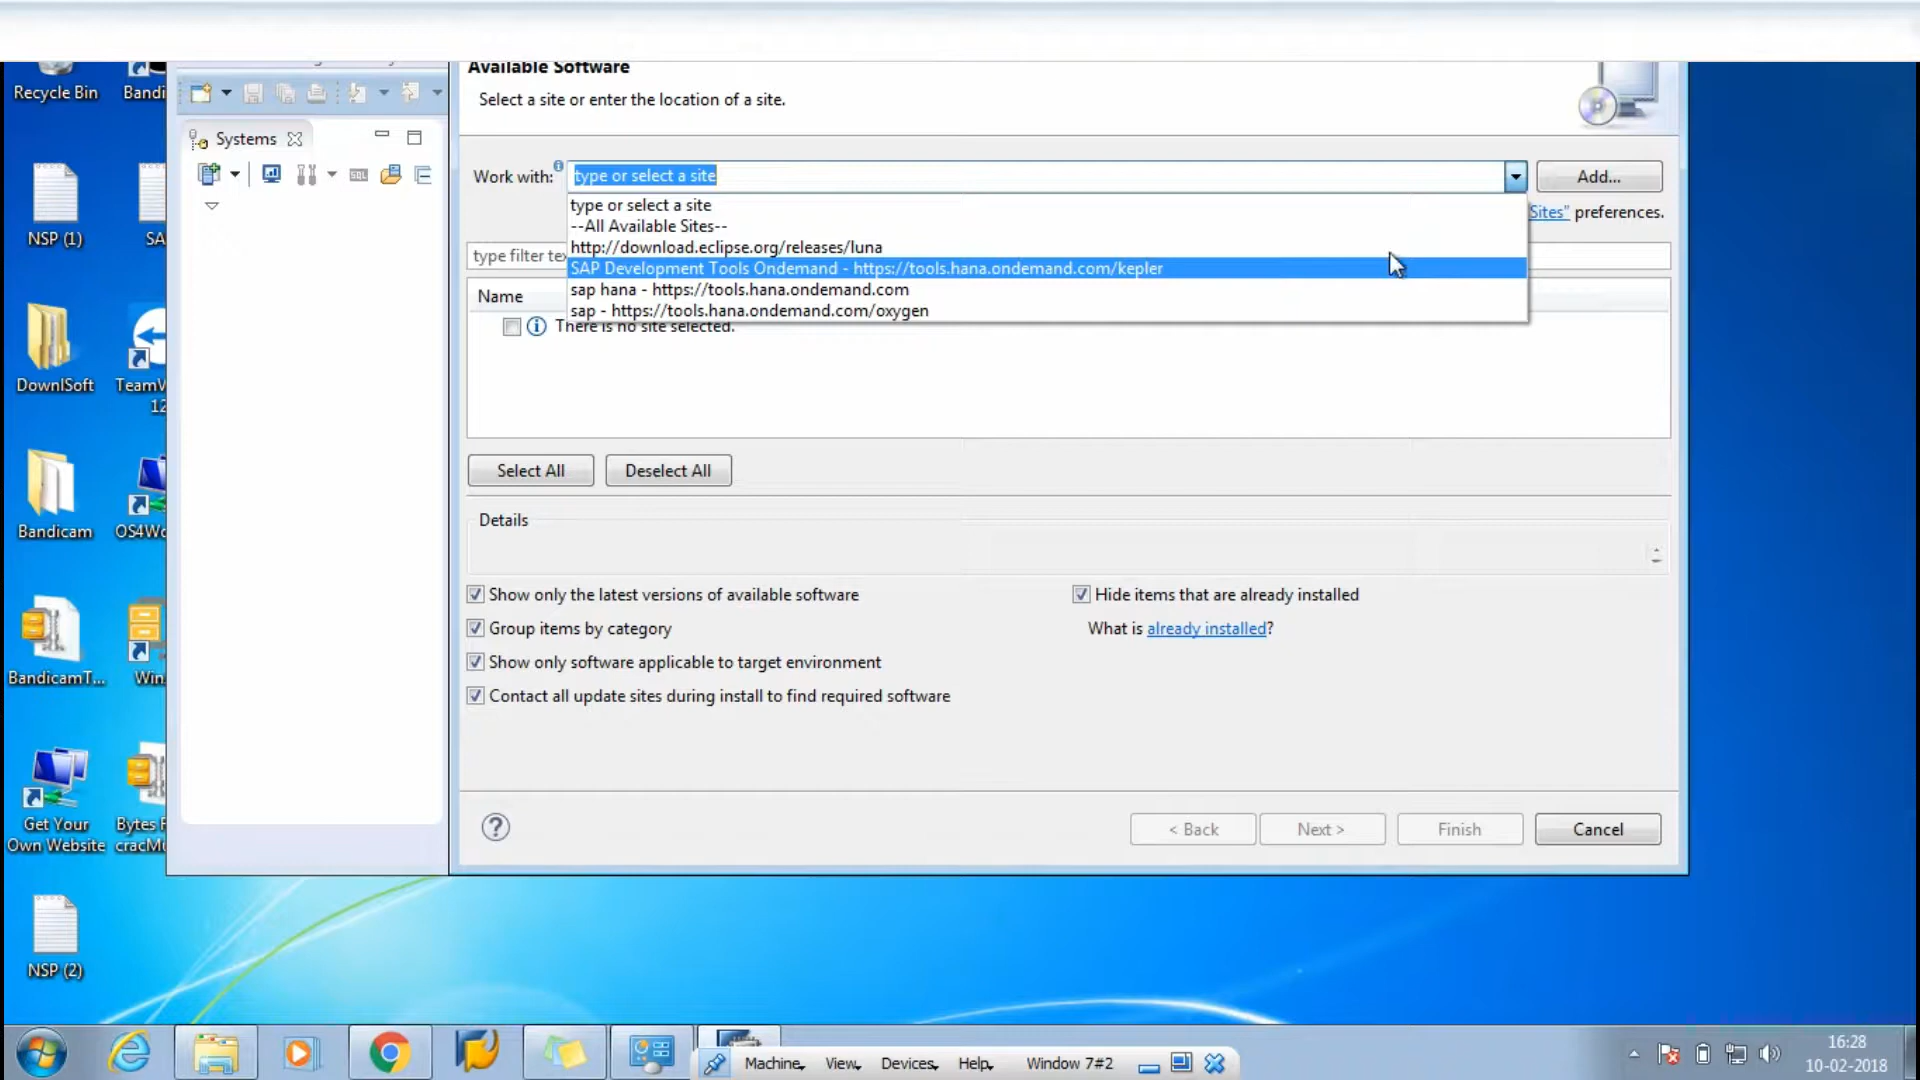 Available Software
Select a site or enter the location of a site.
Recycle Bin
Bandi
Systems
Work with:
type or select a site
Add...
type or select a site
--All Available Sites--
http://download.eclipse.org/releases/luna
SAP Development Tools Ondemand - https://tools.hana.ondemand.com/kepler
sap hana - https://tools.hana.ondemand.com
sap - https://tools.hana.ondemand.com/oxygen
Sites" preferences.
type filter te
Name
There is no site selected.
NSP (1)
SA
DownlSoft
TeamV
12
Select All
Deselect All
Details
Bandicam
OS4Wo
Show only the latest versions of available software
Hide items that are already installed
Group items by category
What is already installed?
Show only software applicable to target environment
Contact all update sites during install to find required software
BandicamT...
Win
Get Your
Own Website
Bytes F
cracMu
?
< Back
Next >
Finish
Cancel
NSP (2)
Machine
View
Devices
Help
Window 7#2
16:28
10-02-2018